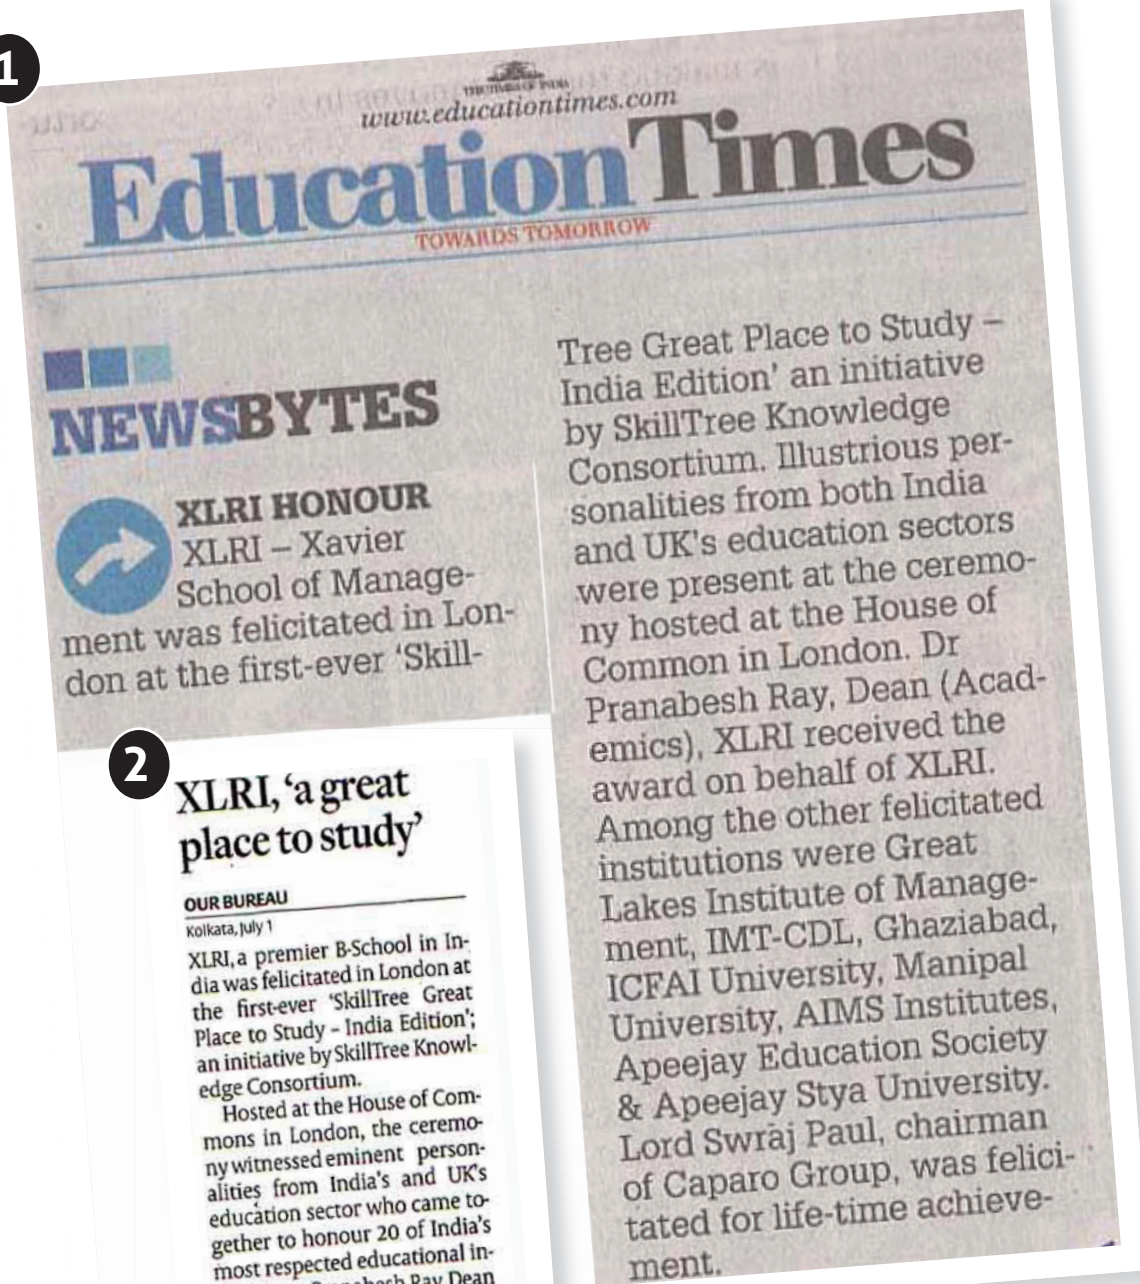 1
THE TIMES OF INDIA
www.educationtimes.com
EducationTimes
TOWARDS TOMORROW
NEWSBYTES
XLRI HONOUR
XLRI – Xavier
School of Manage-
ment was felicitated in Lon-
don at the first-ever ‘Skill-
Tree Great Place to Study –
India Edition’ an initiative
by SkillTree Knowledge
Consortium. Illustrious per-
sonalities from both India
and UK's education sectors
were present at the ceremo-
ny hosted at the House of
Common in London. Dr
Pranabesh Ray, Dean (Acad-
emics), XLRI received the
award on behalf of XLRI.
Among the other felicitated
institutions were Great
Lakes Institute of Manage-
ment, IMT-CDL, Ghaziabad,
ICFAI University, Manipal
University, AIMS Institutes,
Apeejay Education Society
& Apeejay Stya University.
Lord Swraj Paul, chairman
of Caparo Group, was felici-
tated for life-time achieve-
ment.
2
XLRI, ‘a great
place to study’
OUR BUREAU
Kolkata, July 1
XLRI, a premier B-School in In-
dia was felicitated in London at
the first-ever ‘SkillTree Great
Place to Study – India Edition’;
an initiative by SkillTree Knowl-
edge Consortium.
Hosted at the House of Com-
mons in London, the ceremo-
ny witnessed eminent person-
alities from India's and UK's
education sector who came to-
gether to honour 20 of India's
most respected educational in-
Pranabesh Ray Dean